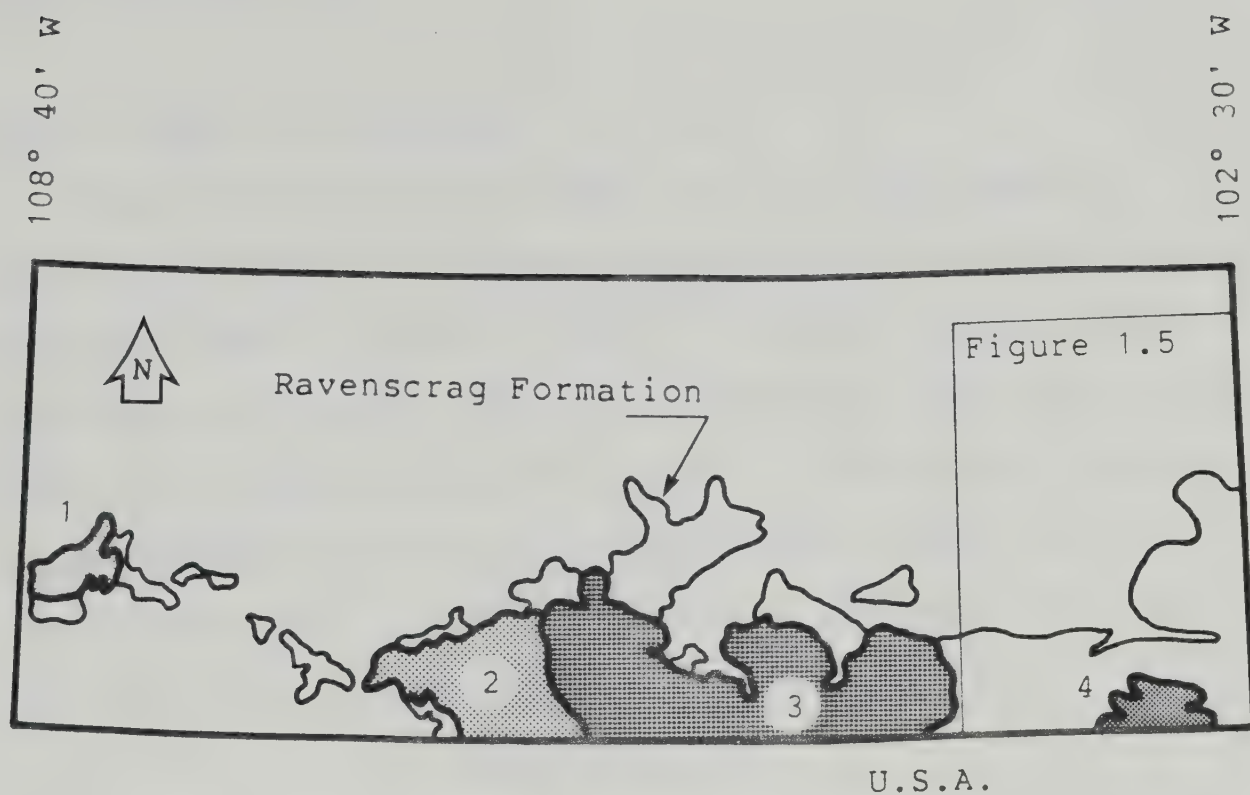 108° 40' W
102° 30' W
Figure 1.5
N
Ravenscrag Formation
1
2
3
4
U.S.A.